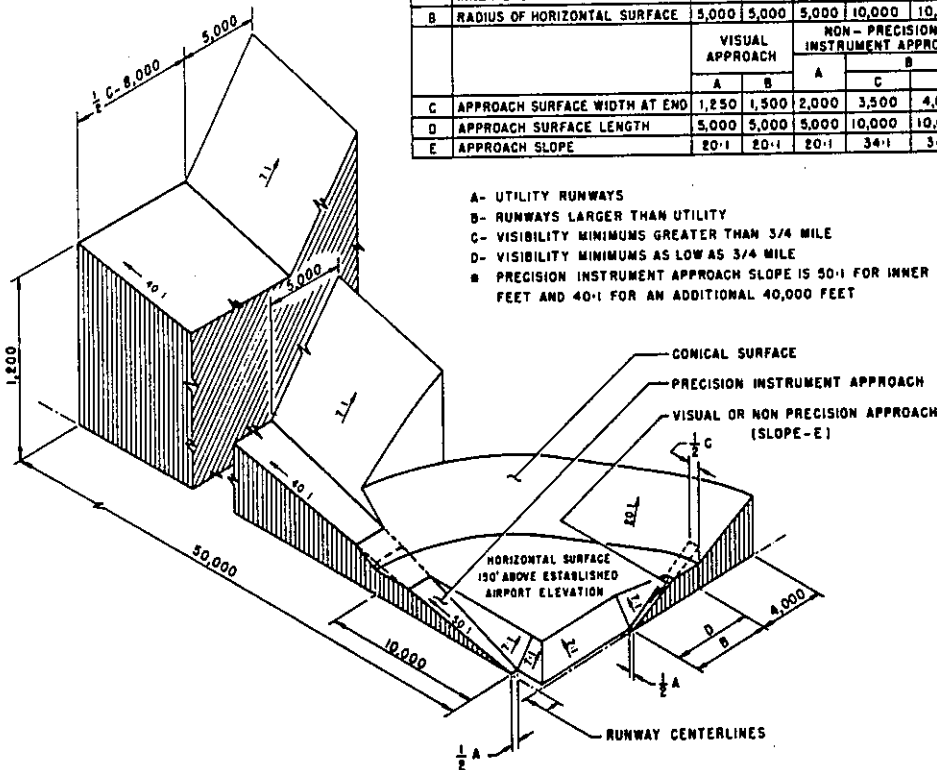 B RADIUS OF HORIZONTAL SURFACE 5,000 5,000 5,000 10,000 10,
VISUAL APPROACH
NON-PRECISION INSTRUMENT APPRO
A B A B
C
C APPROACH SURFACE WIDTH AT END 1,250 1,500 2,000 3,500 4,
D APPROACH SURFACE LENGTH 5,000 5,000 5,000 10,000 10,
E APPROACH SLOPE 20:1 20:1 20:1 34:1 3
A- UTILITY RUNWAYS
B- RUNWAYS LARGER THAN UTILITY
C- VISIBILITY MINIMUMS GREATER THAN 3/4 MILE
D- VISIBILITY MINIMUMS AS LOW AS 3/4 MILE
* PRECISION INSTRUMENT APPROACH SLOPE IS 50:1 FOR INNER
FEET AND 40:1 FOR AN ADDITIONAL 40,000 FEET
5,000
1/2 C-8,000
7:1
40:1
5,000
1,200
7:1
CONICAL SURFACE
PRECISION INSTRUMENT APPROACH
VISUAL OR NON PRECISION APPROACH
(SLOPE-E)
1/2 C
40:1
20:1
HORIZONTAL SURFACE
150' ABOVE ESTABLISHED
AIRPORT ELEVATION
50,000
50:1
7:1
7:1
7:1
7:1
4,000
D
B
10,000
1/2 A
RUNWAY CENTERLINES
1/2 A